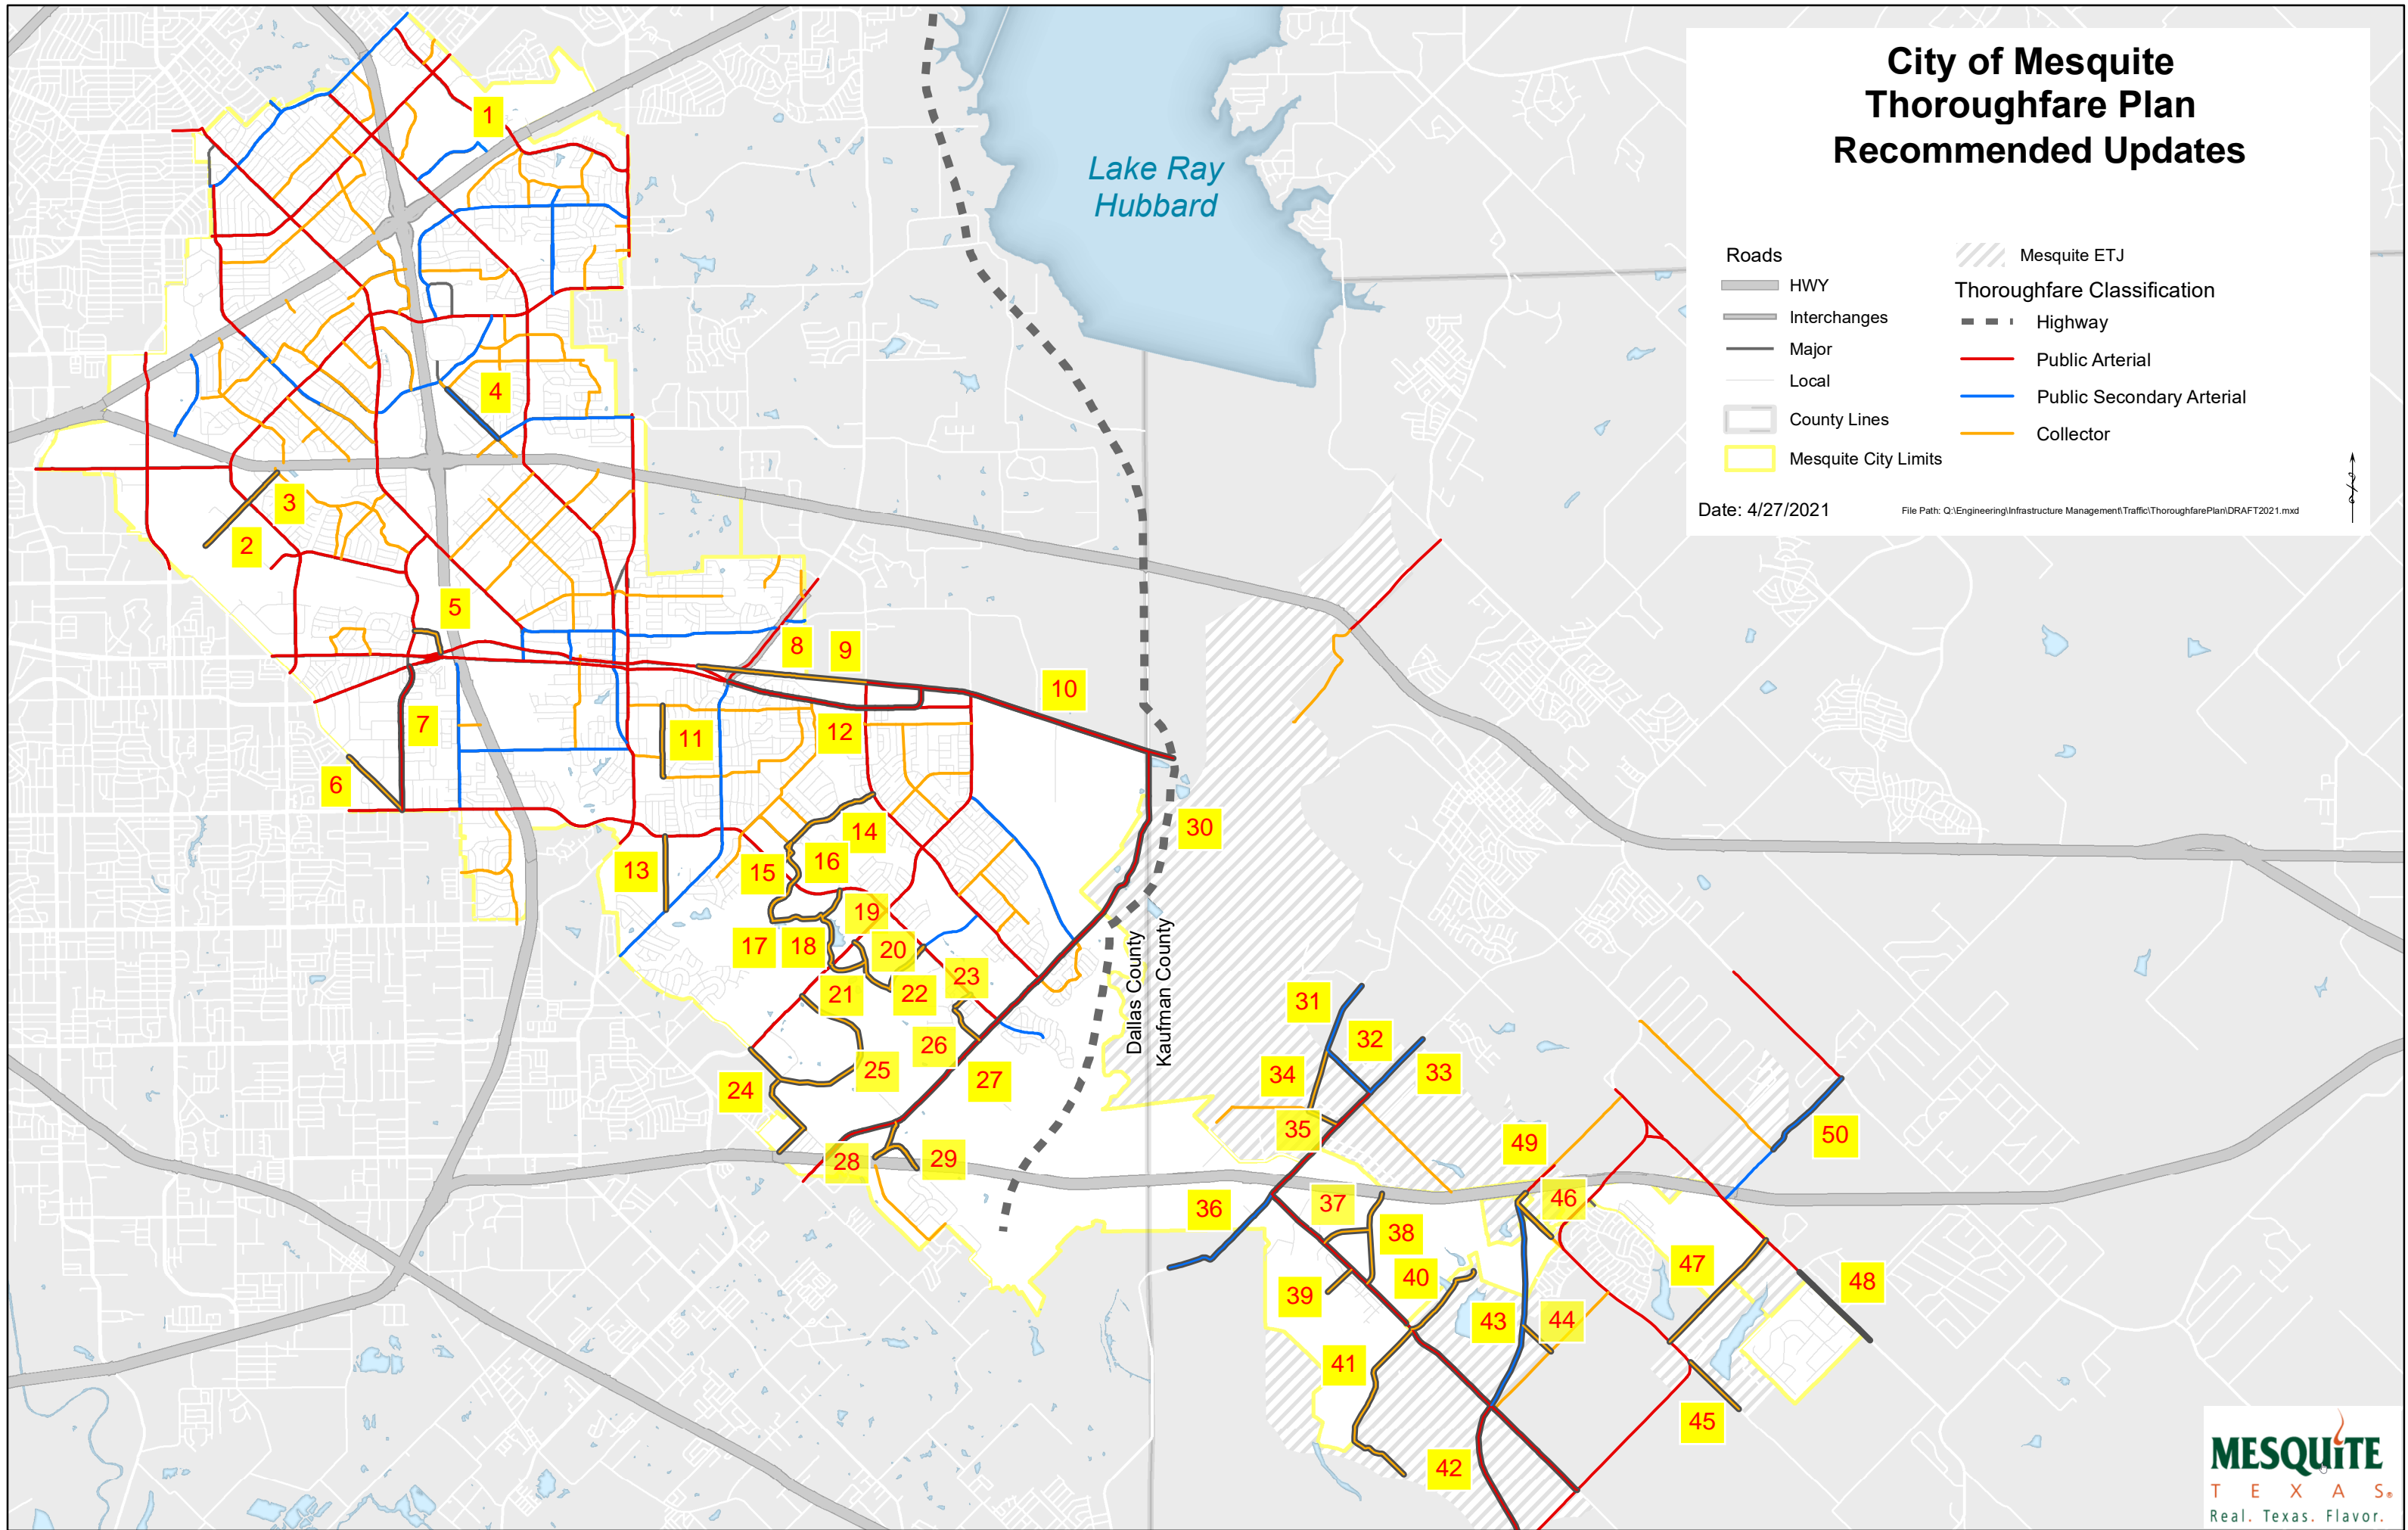 City of Mesquite
Thoroughfare Plan
Recommended Updates
Roads
HWY
Interchanges
Major
Local
County Lines
Mesquite City Limits
Mesquite ETJ
Thoroughfare Classification
Highway
Public Arterial
Public Secondary Arterial
Collector
Date: 4/27/2021
File Path: Q:\Engineering\Infrastructure Management\Traffic\ThoroughfarePlan\DRAFT2021.mxd
Lake Ray
Hubbard
1
4
3
2
5
8
9
10
7
11
12
6
30
14
13
15
16
19
17
18
20
23
21
22
Dallas County
Kaufman County
31
26
32
25
27
34
33
24
35
50
49
28
29
46
36
37
38
47
40
48
39
43
44
41
45
42
MESQUITE
T E X A S®
Real. Texas. Flavor.